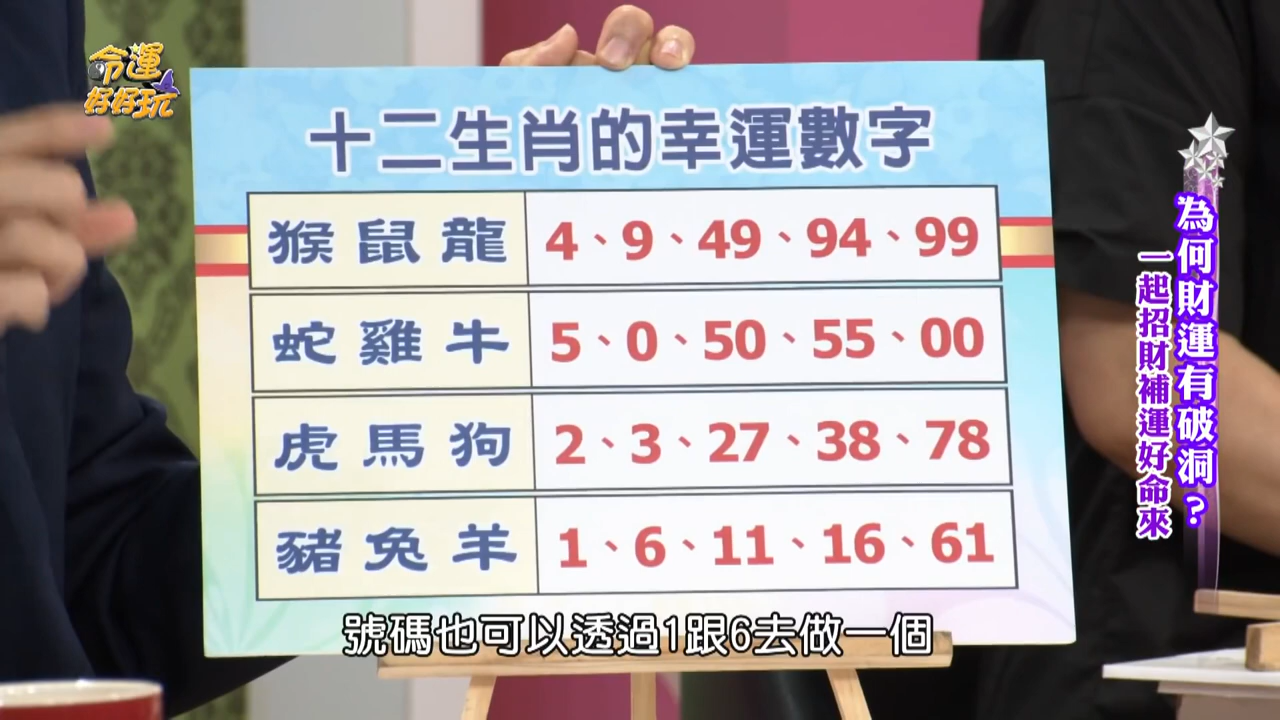 命運
好好玩
十二生肖的幸運數字
猴 鼠 龍 4、9、49、94、99
蛇 雞 牛 5、0、50、55、00
虎 馬 狗 2、3、27、38、78
豬 兔 羊 1、6、11、16、61
為何財運有破洞？
一起招財補運好命來
號碼也可以透過1跟6去做一個